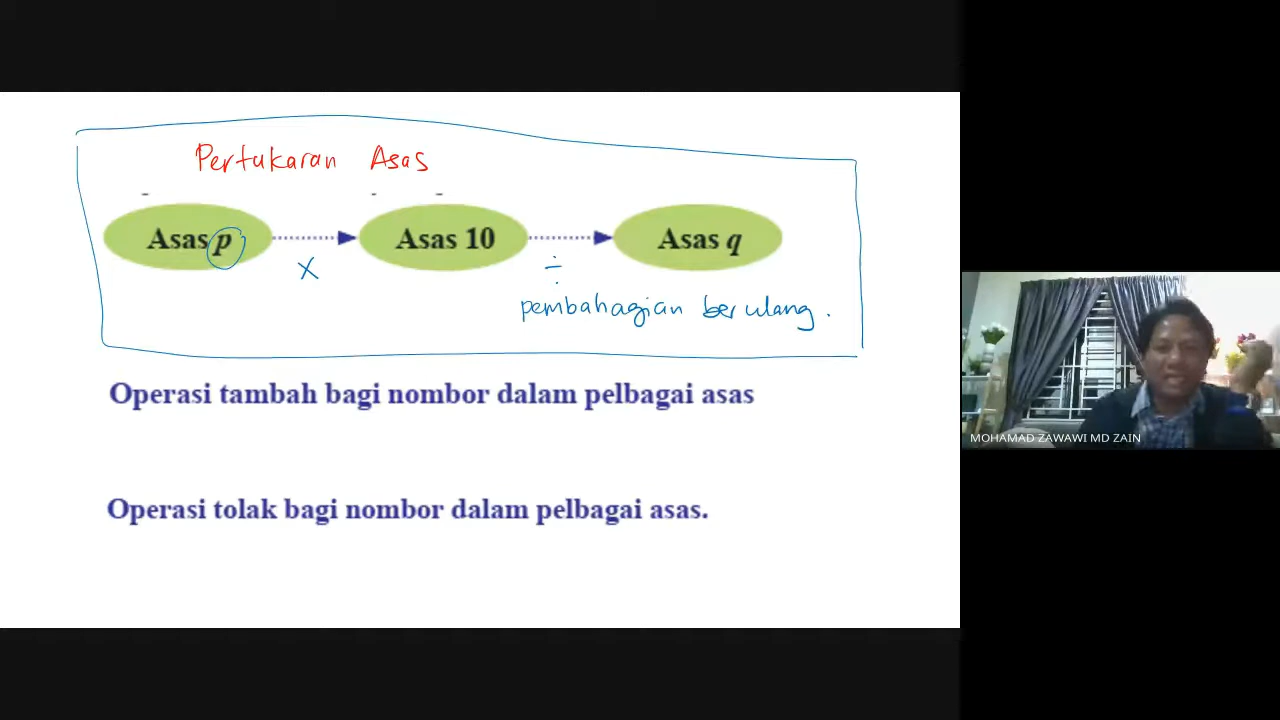 Pertukaran Asas
Asas p
Asas 10
Asas q
x
÷
pembahagian berulang.
Operasi tambah bagi nombor dalam pelbagai asas
Operasi tolak bagi nombor dalam pelbagai asas.
MOHAMAD ZAWAWI MD ZAIN